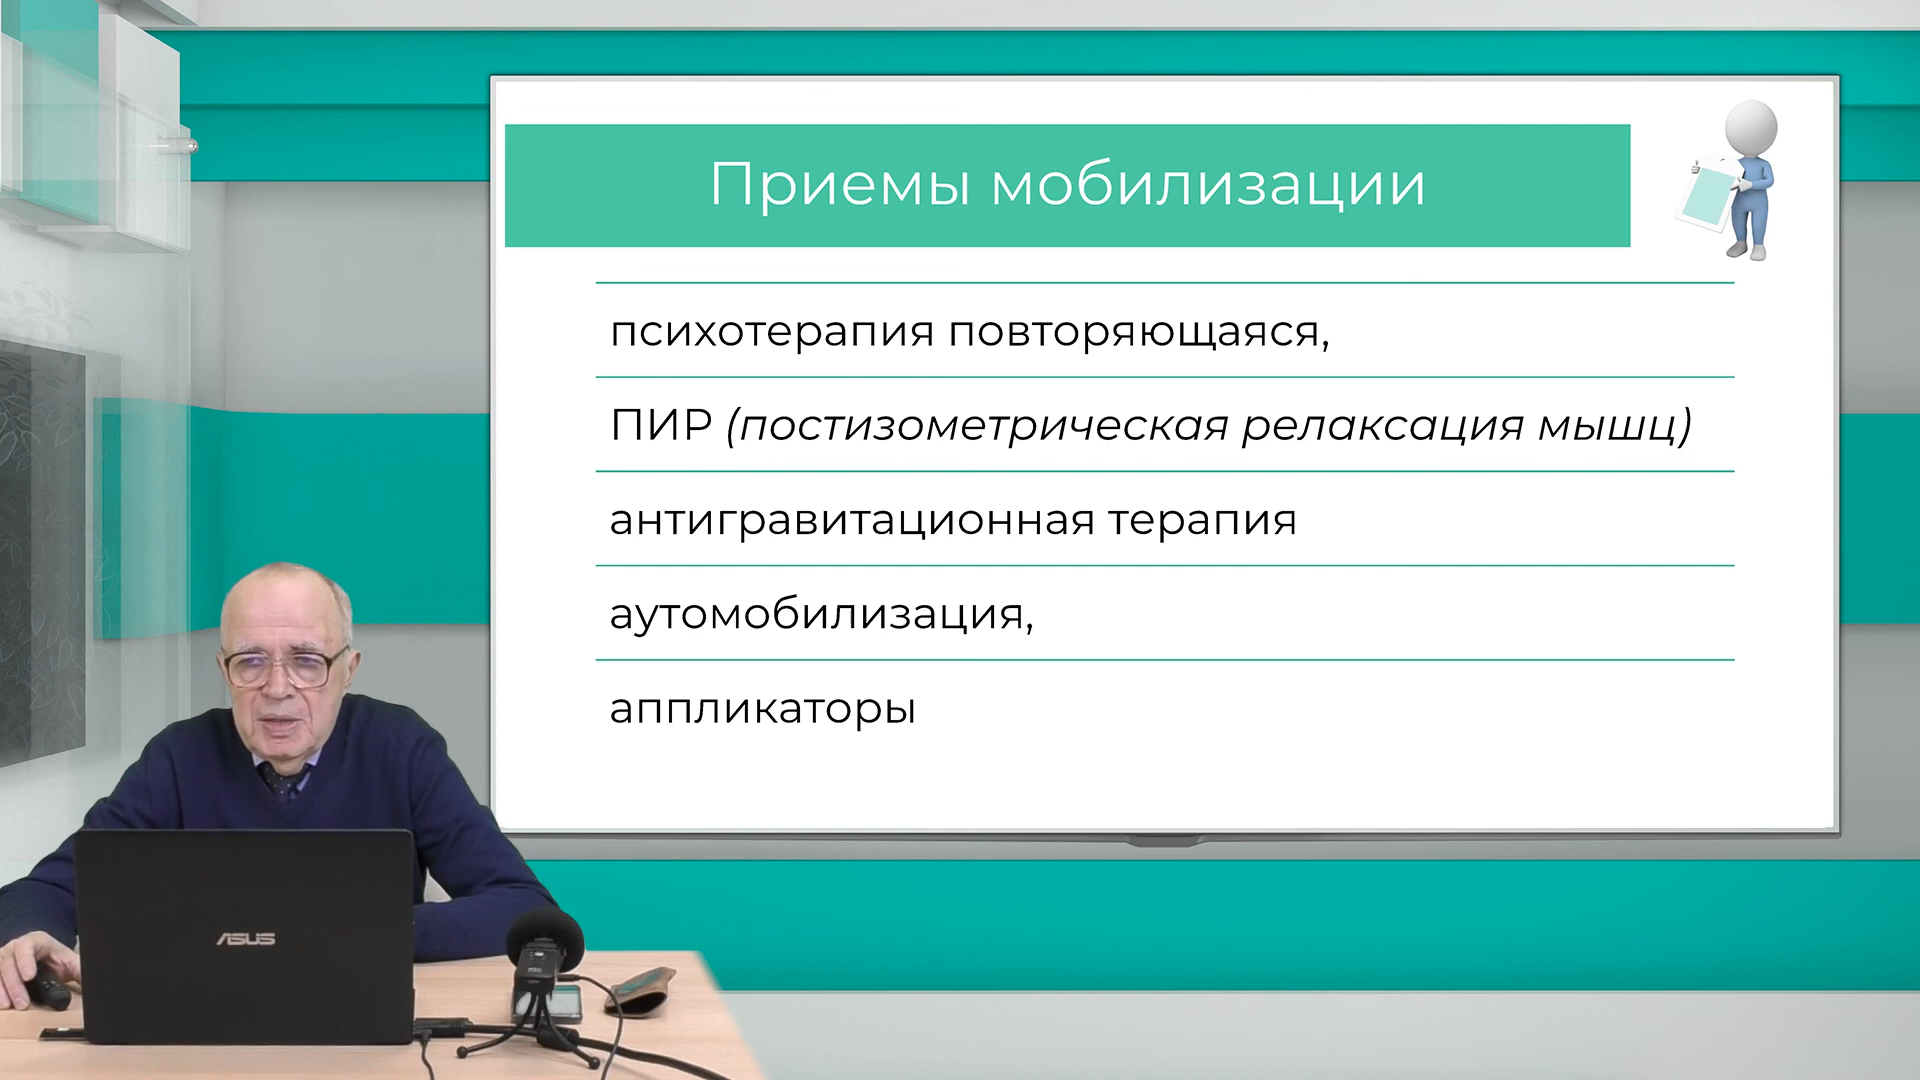 Приемы мобилизации
психотерапия повторяющаяся,
ПИР (постизометрическая релаксация мышц)
антигравитационная терапия
аутомобилизация,
аппликаторы
ASUS